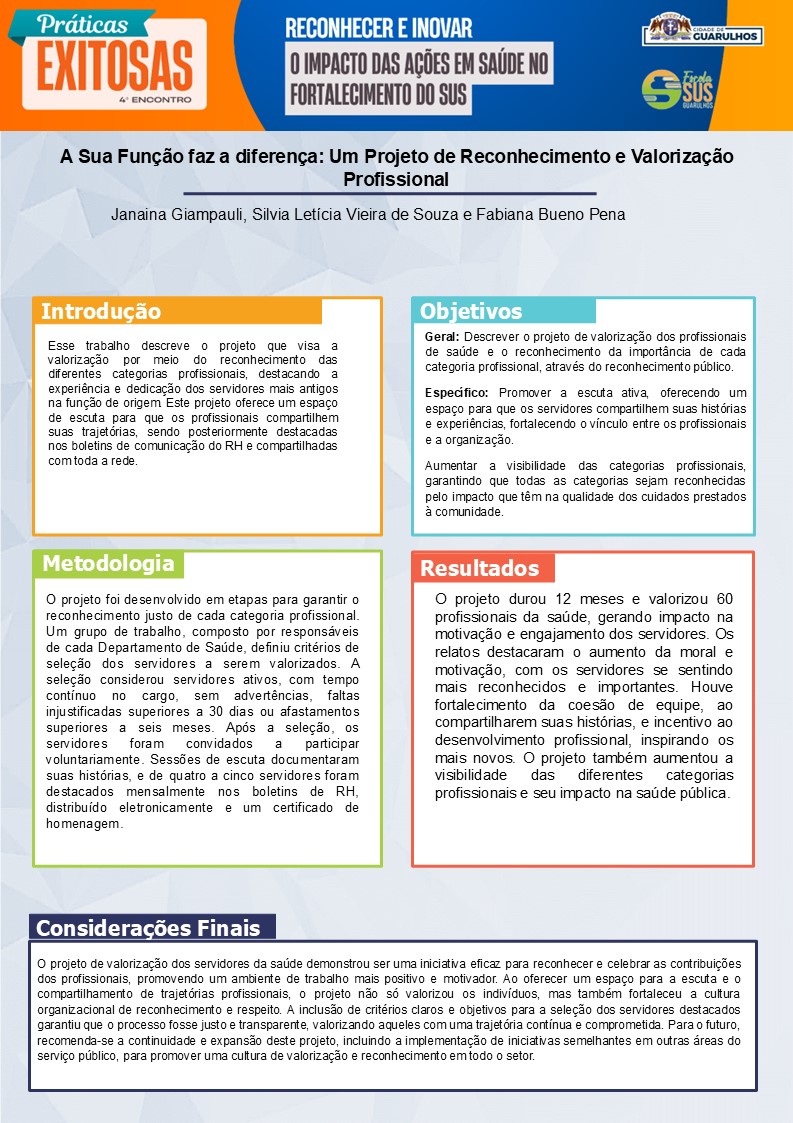 Práticas
EXITOSAS
4º ENCONTRO
RECONHECER E INOVAR
O IMPACTO DAS AÇÕES EM SAÚDE NO
FORTALECIMENTO DO SUS
CIDADE DE
GUARULHOS
Escola
SUS
GUARULHOS
A Sua Função faz a diferença: Um Projeto de Reconhecimento e Valorização
Profissional
Janaina Giampauli, Silvia Letícia Vieira de Souza e Fabiana Bueno Pena
Introdução
Esse trabalho descreve o projeto que visa a
valorização por meio do reconhecimento das
diferentes categorias profissionais, destacando a
experiência e dedicação dos servidores mais antigos
na função de origem. Este projeto oferece um espaço
de escuta para que os profissionais compartilhem
suas trajetórias, sendo posteriormente destacadas
nos boletins de comunicação do RH e compartilhadas
com toda a rede.
Objetivos
Geral: Descrever o projeto de valorização dos profissionais
de saúde e o reconhecimento da importância de cada
categoria profissional, através do reconhecimento público.
Específico: Promover a escuta ativa, oferecendo um
espaço para que os servidores compartilhem suas histórias
e experiências, fortalecendo o vínculo entre os profissionais
e a organização.
Aumentar a visibilidade das categorias profissionais,
garantindo que todas as categorias sejam reconhecidas
pelo impacto que têm na qualidade dos cuidados prestados
à comunidade.
Metodologia
O projeto foi desenvolvido em etapas para garantir o
reconhecimento justo de cada categoria profissional.
Um grupo de trabalho, composto por responsáveis
de cada Departamento de Saúde, definiu critérios de
seleção dos servidores a serem valorizados. A
seleção considerou servidores ativos, com tempo
contínuo no cargo, sem advertências, faltas
injustificadas superiores a 30 dias ou afastamentos
superiores a seis meses. Após a seleção, os
servidores foram convidados a participar
voluntariamente. Sessões de escuta documentaram
suas histórias, e de quatro a cinco servidores foram
destacados mensalmente nos boletins de RH,
distribuído eletronicamente e um certificado de
homenagem.
Resultados
O projeto durou 12 meses e valorizou 60
profissionais da saúde, gerando impacto na
motivação e engajamento dos servidores. Os
relatos destacaram o aumento da moral e
motivação, com os servidores se sentindo
mais reconhecidos e importantes. Houve
fortalecimento da coesão de equipe, ao
compartilharem suas histórias, e incentivo ao
desenvolvimento profissional, inspirando os
mais novos. O projeto também aumentou a
visibilidade das diferentes categorias
profissionais e seu impacto na saúde pública.
Considerações Finais
O projeto de valorização dos servidores da saúde demonstrou ser uma iniciativa eficaz para reconhecer e celebrar as contribuições
dos profissionais, promovendo um ambiente de trabalho mais positivo e motivador. Ao oferecer um espaço para a escuta e o
compartilhamento de trajetórias profissionais, o projeto não só valorizou os indivíduos, mas também fortaleceu a cultura
organizacional de reconhecimento e respeito. A inclusão de critérios claros e objetivos para a seleção dos servidores destacados
garantiu que o processo fosse justo e transparente, valorizando aqueles com uma trajetória contínua e comprometida. Para o futuro,
recomenda-se a continuidade e expansão deste projeto, incluindo a implementação de iniciativas semelhantes em outras áreas do
serviço público, para promover uma cultura de valorização e reconhecimento em todo o setor.